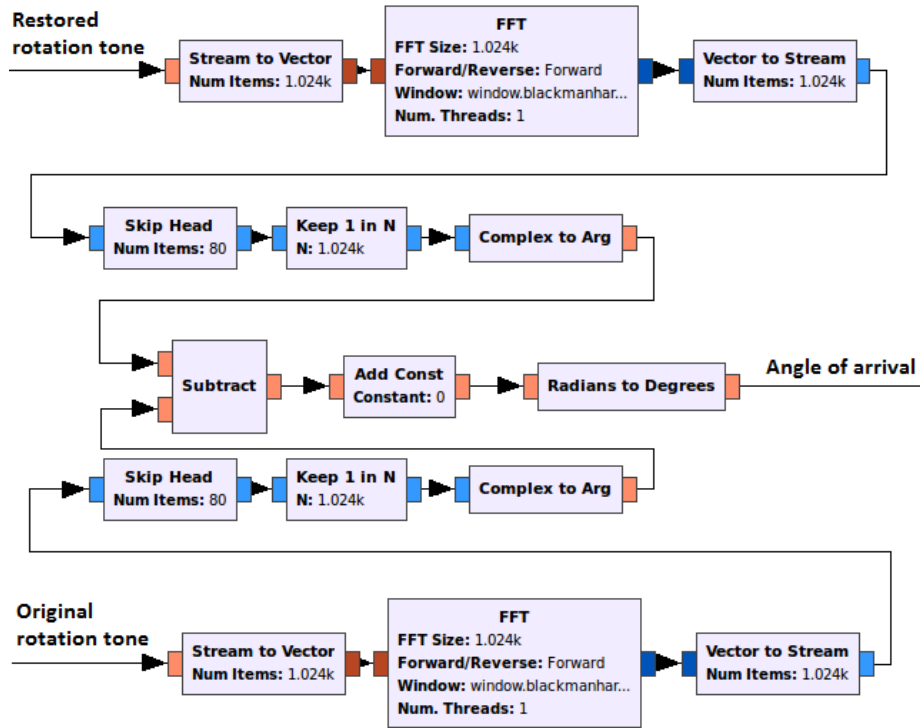 Restored
rotation tone
Stream to Vector
Num Items: 1.024k
FFT
FFT Size: 1.024k
Forward/Reverse: Forward
Window: window.blackmanhar...
Num. Threads: 1
Vector to Stream
Num Items: 1.024k
Skip Head
Num Items: 80
Keep 1 in N
N: 1.024k
Complex to Arg
Subtract
Add Const
Constant: 0
Radians to Degrees
Angle of arrival
Skip Head
Num Items: 80
Keep 1 in N
N: 1.024k
Complex to Arg
Original
rotation tone
Stream to Vector
Num Items: 1.024k
FFT
FFT Size: 1.024k
Forward/Reverse: Forward
Window: window.blackmanhar...
Num. Threads: 1
Vector to Stream
Num Items: 1.024k